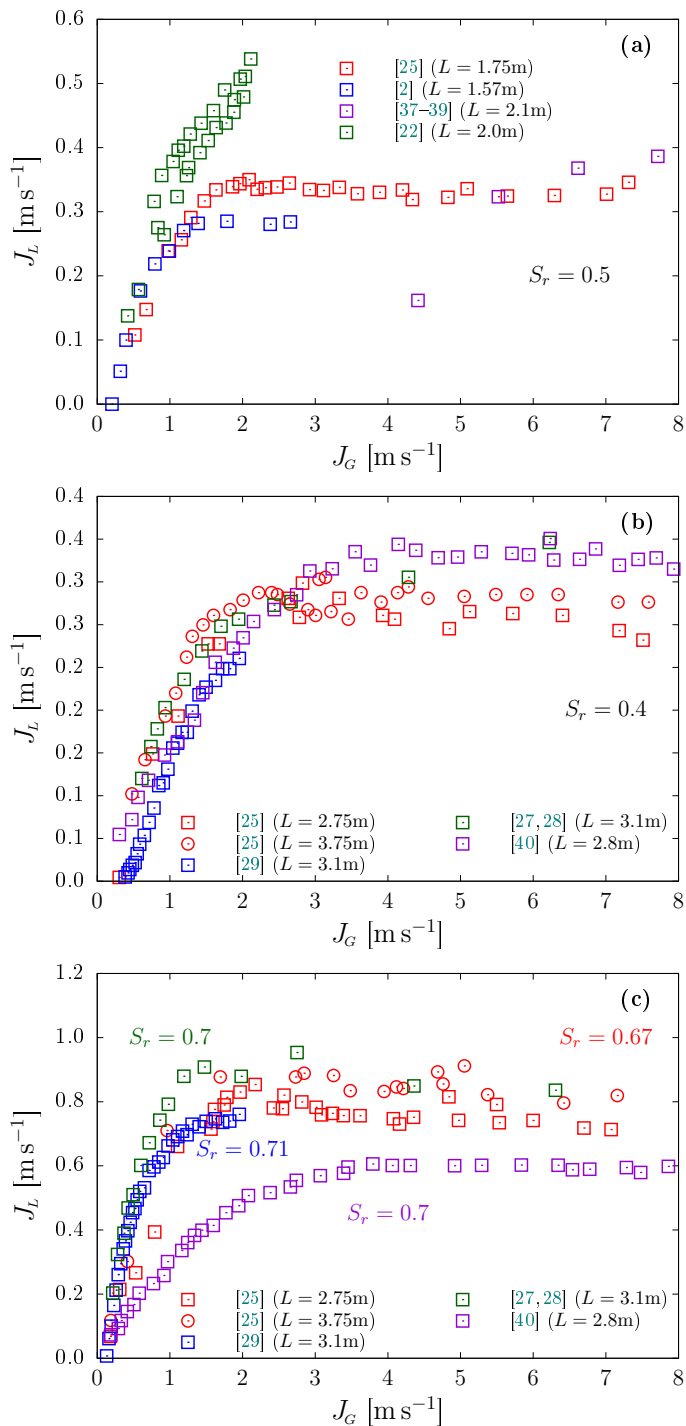 0.6
(a)
[25] (L = 1.75m)
[2] (L = 1.57m)
0.5
[37–39] (L = 2.1m)
[22] (L = 2.0m)
0.4
J_L [m s⁻¹]
0.3
0.2
S_r = 0.5
0.1
0.0
0 1 2 3 4 5 6 7 8
J_G [m s⁻¹]
0.4
(b)
0.4
0.3
0.3
J_L [m s⁻¹]
0.2
S_r = 0.4
0.2
0.1
[25] (L = 2.75m) [27,28] (L = 3.1m)
[25] (L = 3.75m) [40] (L = 2.8m)
0.1
[29] (L = 3.1m)
0.0
0 1 2 3 4 5 6 7 8
J_G [m s⁻¹]
1.2
(c)
S_r = 0.7 S_r = 0.67
1.0
0.8
J_L [m s⁻¹]
S_r = 0.71
0.6
S_r = 0.7
0.4
0.2
[25] (L = 2.75m) [27,28] (L = 3.1m)
[25] (L = 3.75m) [40] (L = 2.8m)
[29] (L = 3.1m)
0.0
0 1 2 3 4 5 6 7 8
J_G [m s⁻¹]